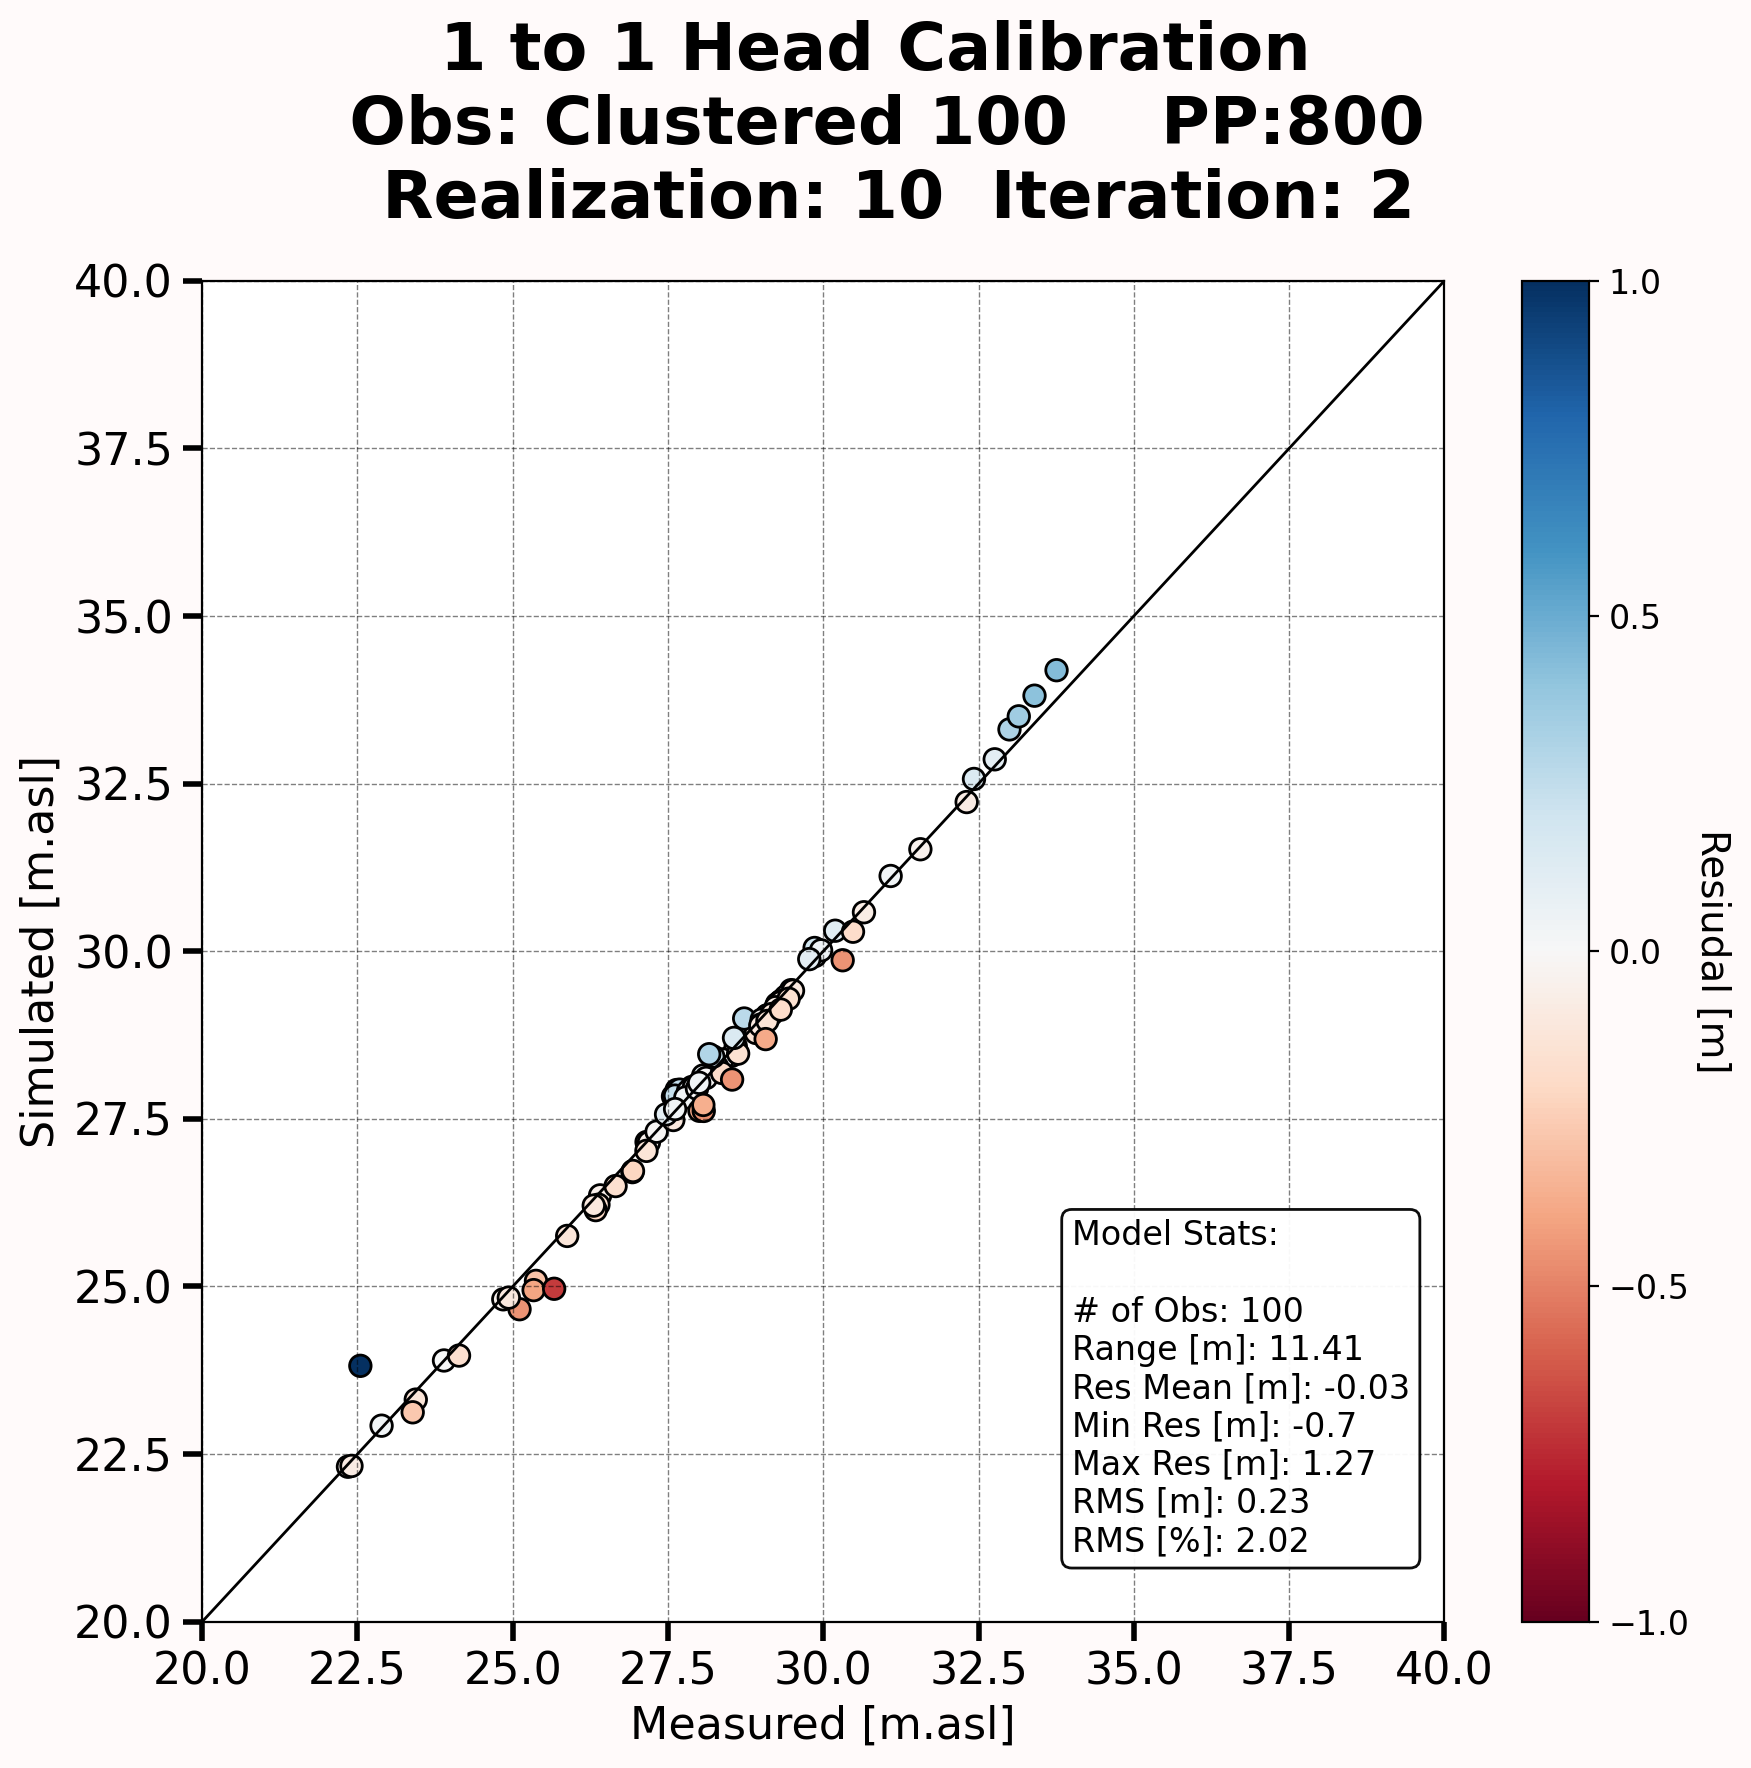 1 to 1 Head Calibration
Obs: Clustered 100 PP:800
Realization: 10 Iteration: 2
40.0
37.5
35.0
32.5
30.0
27.5
25.0
22.5
20.0
Simulated [m.asl]
20.0 22.5 25.0 27.5 30.0 32.5 35.0 37.5 40.0
Measured [m.asl]
Model Stats:
# of Obs: 100
Range [m]: 11.41
Res Mean [m]: -0.03
Min Res [m]: -0.7
Max Res [m]: 1.27
RMS [m]: 0.23
RMS [%]: 2.02
1.0
0.5
0.0
−0.5
−1.0
Resiudal [m]